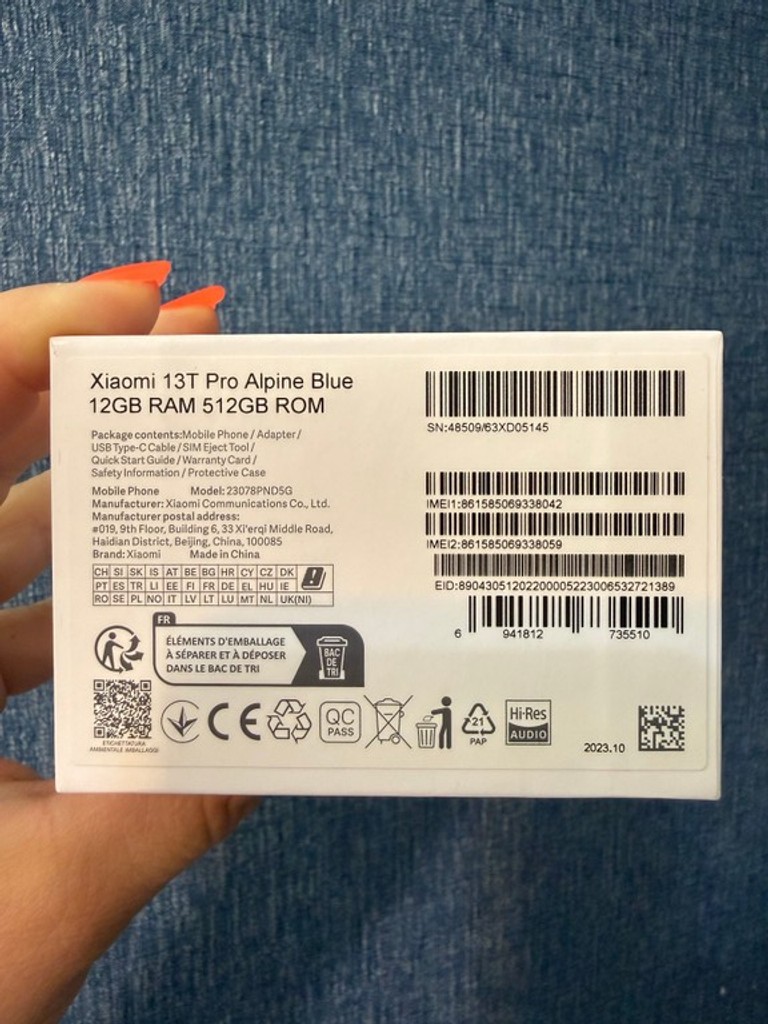 Xiaomi 13T Pro Alpine Blue
12GB RAM 512GB ROM
Package contents:Mobile Phone / Adapter /
USB Type-C Cable / SIM Eject Tool /
Quick Start Guide / Warranty Card /
Safety Information / Protective Case
Mobile Phone Model: 23078PND5G
Manufacturer: Xiaomi Communications Co., Ltd.
Manufacturer postal address:
#019, 9th Floor, Building 6, 33 Xi'erqi Middle Road,
Haidian District, Beijing, China, 100085
Brand: Xiaomi Made in China
CH SI SK IS AT BE BG HR CY CZ DK
PT ES TR LI EE FI FR DE EL HU IE
RO SE PL NO IT LV LT LU MT NL UK(NI)
FR
ÉLÉMENTS D'EMBALLAGE
À SÉPARER ET À DÉPOSER
DANS LE BAC DE TRI
BAC
DE
TRI
ETICHETTATURA
AMBIENTALE IMBALLAGGI
CE
QC
PASS
21
PAP
Hi-Res
AUDIO
SN:48509/63XD05145
IMEI1:861585069338042
IMEI2:861585069338059
EID:89043051202200005223006532721389
6 941812 735510
2023.10